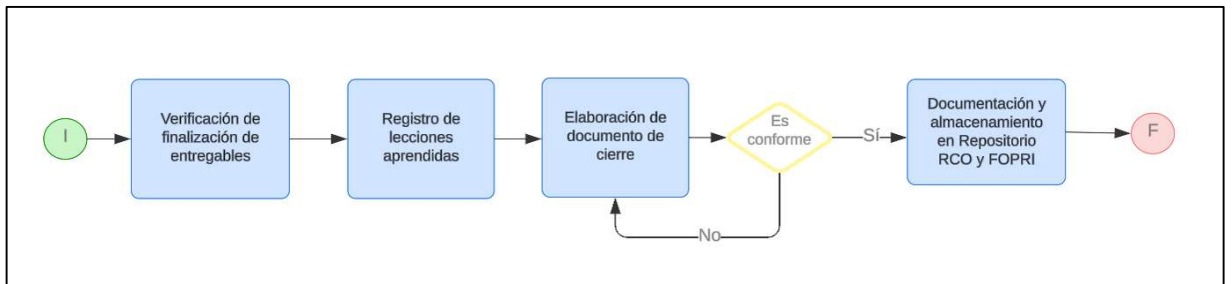 I
Verificación de
finalización de
entregables
Registro de
lecciones
aprendidas
Elaboración de
documento de
cierre
Es
conforme
Sí
No
Documentación y
almacenamiento
en Repositorio
RCO y FOPRI
F